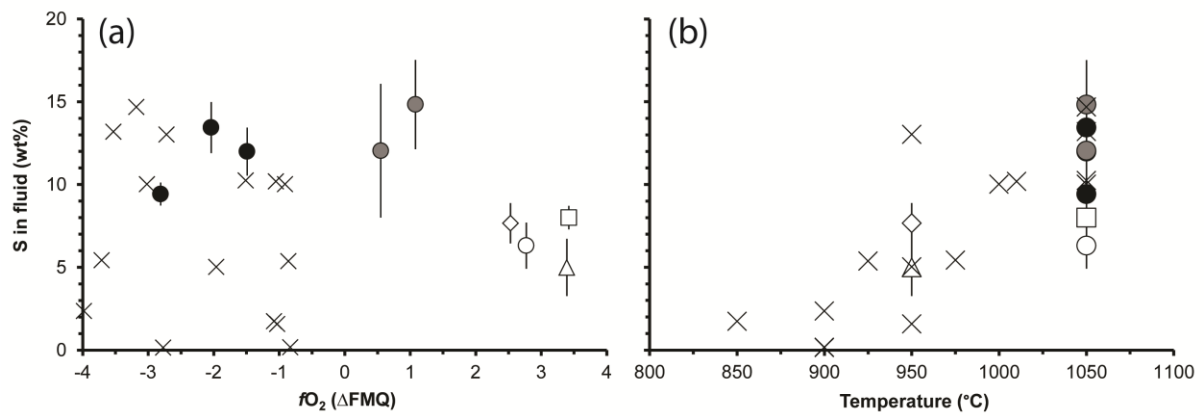 (a)
(b)
S in fluid (wt%)
20
15
10
5
0
-4 -3 -2 -1 0 1 2 3 4
fO₂ (ΔFMQ)
800 850 900 950 1000 1050 1100
Temperature (°C)